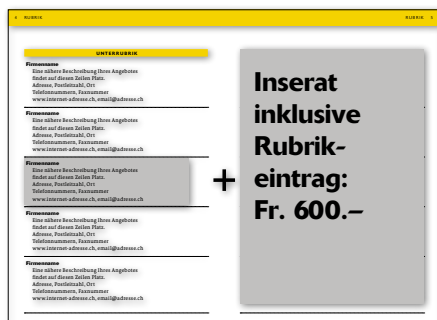 4 RUBRIK
RUBRIK 5
UNTERRUBRIK
Firmenname
Eine nähere Beschreibung Ihres Angebotes
findet auf diesen Zeilen Platz.
Adresse, Postleitzahl, Ort
Telefonnummern, Faxnummer
www.internet-adresse.ch, email@adresse.ch
Firmenname
Eine nähere Beschreibung Ihres Angebotes
findet auf diesen Zeilen Platz.
Adresse, Postleitzahl, Ort
Telefonnummern, Faxnummer
www.internet-adresse.ch, email@adresse.ch
Firmenname
Eine nähere Beschreibung Ihres Angebotes
findet auf diesen Zeilen Platz.
Adresse, Postleitzahl, Ort
Telefonnummern, Faxnummer
www.internet-adresse.ch, email@adresse.ch
Firmenname
Eine nähere Beschreibung Ihres Angebotes
findet auf diesen Zeilen Platz.
Adresse, Postleitzahl, Ort
Telefonnummern, Faxnummer
www.internet-adresse.ch, email@adresse.ch
Firmenname
Eine nähere Beschreibung Ihres Angebotes
findet auf diesen Zeilen Platz.
Adresse, Postleitzahl, Ort
Telefonnummern, Faxnummer
www.internet-adresse.ch, email@adresse.ch
+
Inserat
inklusive
Rubrik-
eintrag:
Fr. 600.–